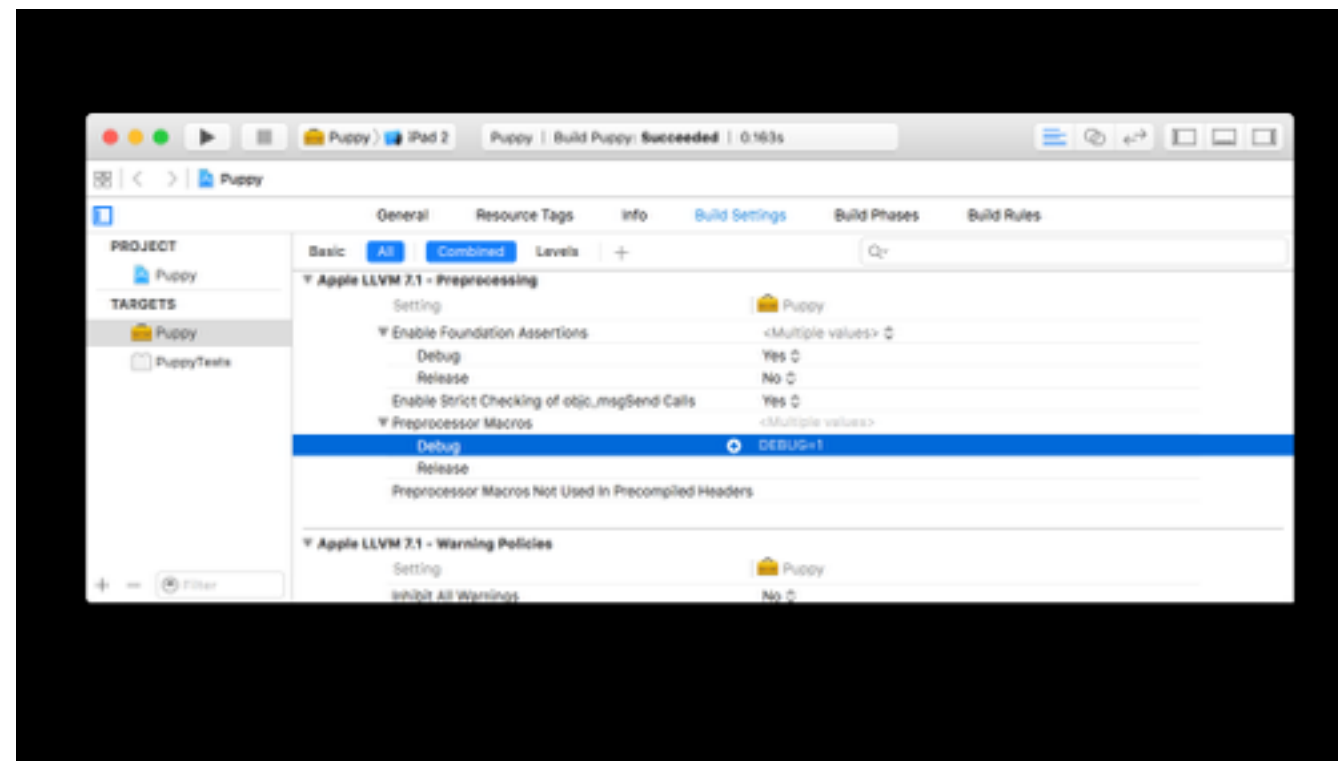 Puppy 〉 iPad 2 Puppy | Build Puppy: Succeeded | 0.163s
Puppy
General Resource Tags Info Build Settings Build Phases Build Rules
PROJECT
Puppy
TARGETS
Puppy
PuppyTests
Basic All Combined Levels +
Apple LLVM 7.1 - Preprocessing
Setting Puppy
Enable Foundation Assertions <Multiple values>
Debug Yes
Release No
Enable Strict Checking of objc_msgSend Calls Yes
Preprocessor Macros <Multiple values>
Debug DEBUG=1
Release
Preprocessor Macros Not Used In Precompiled Headers
Apple LLVM 7.1 - Warning Policies
Setting Puppy
Inhibit All Warnings No
+ − Filter